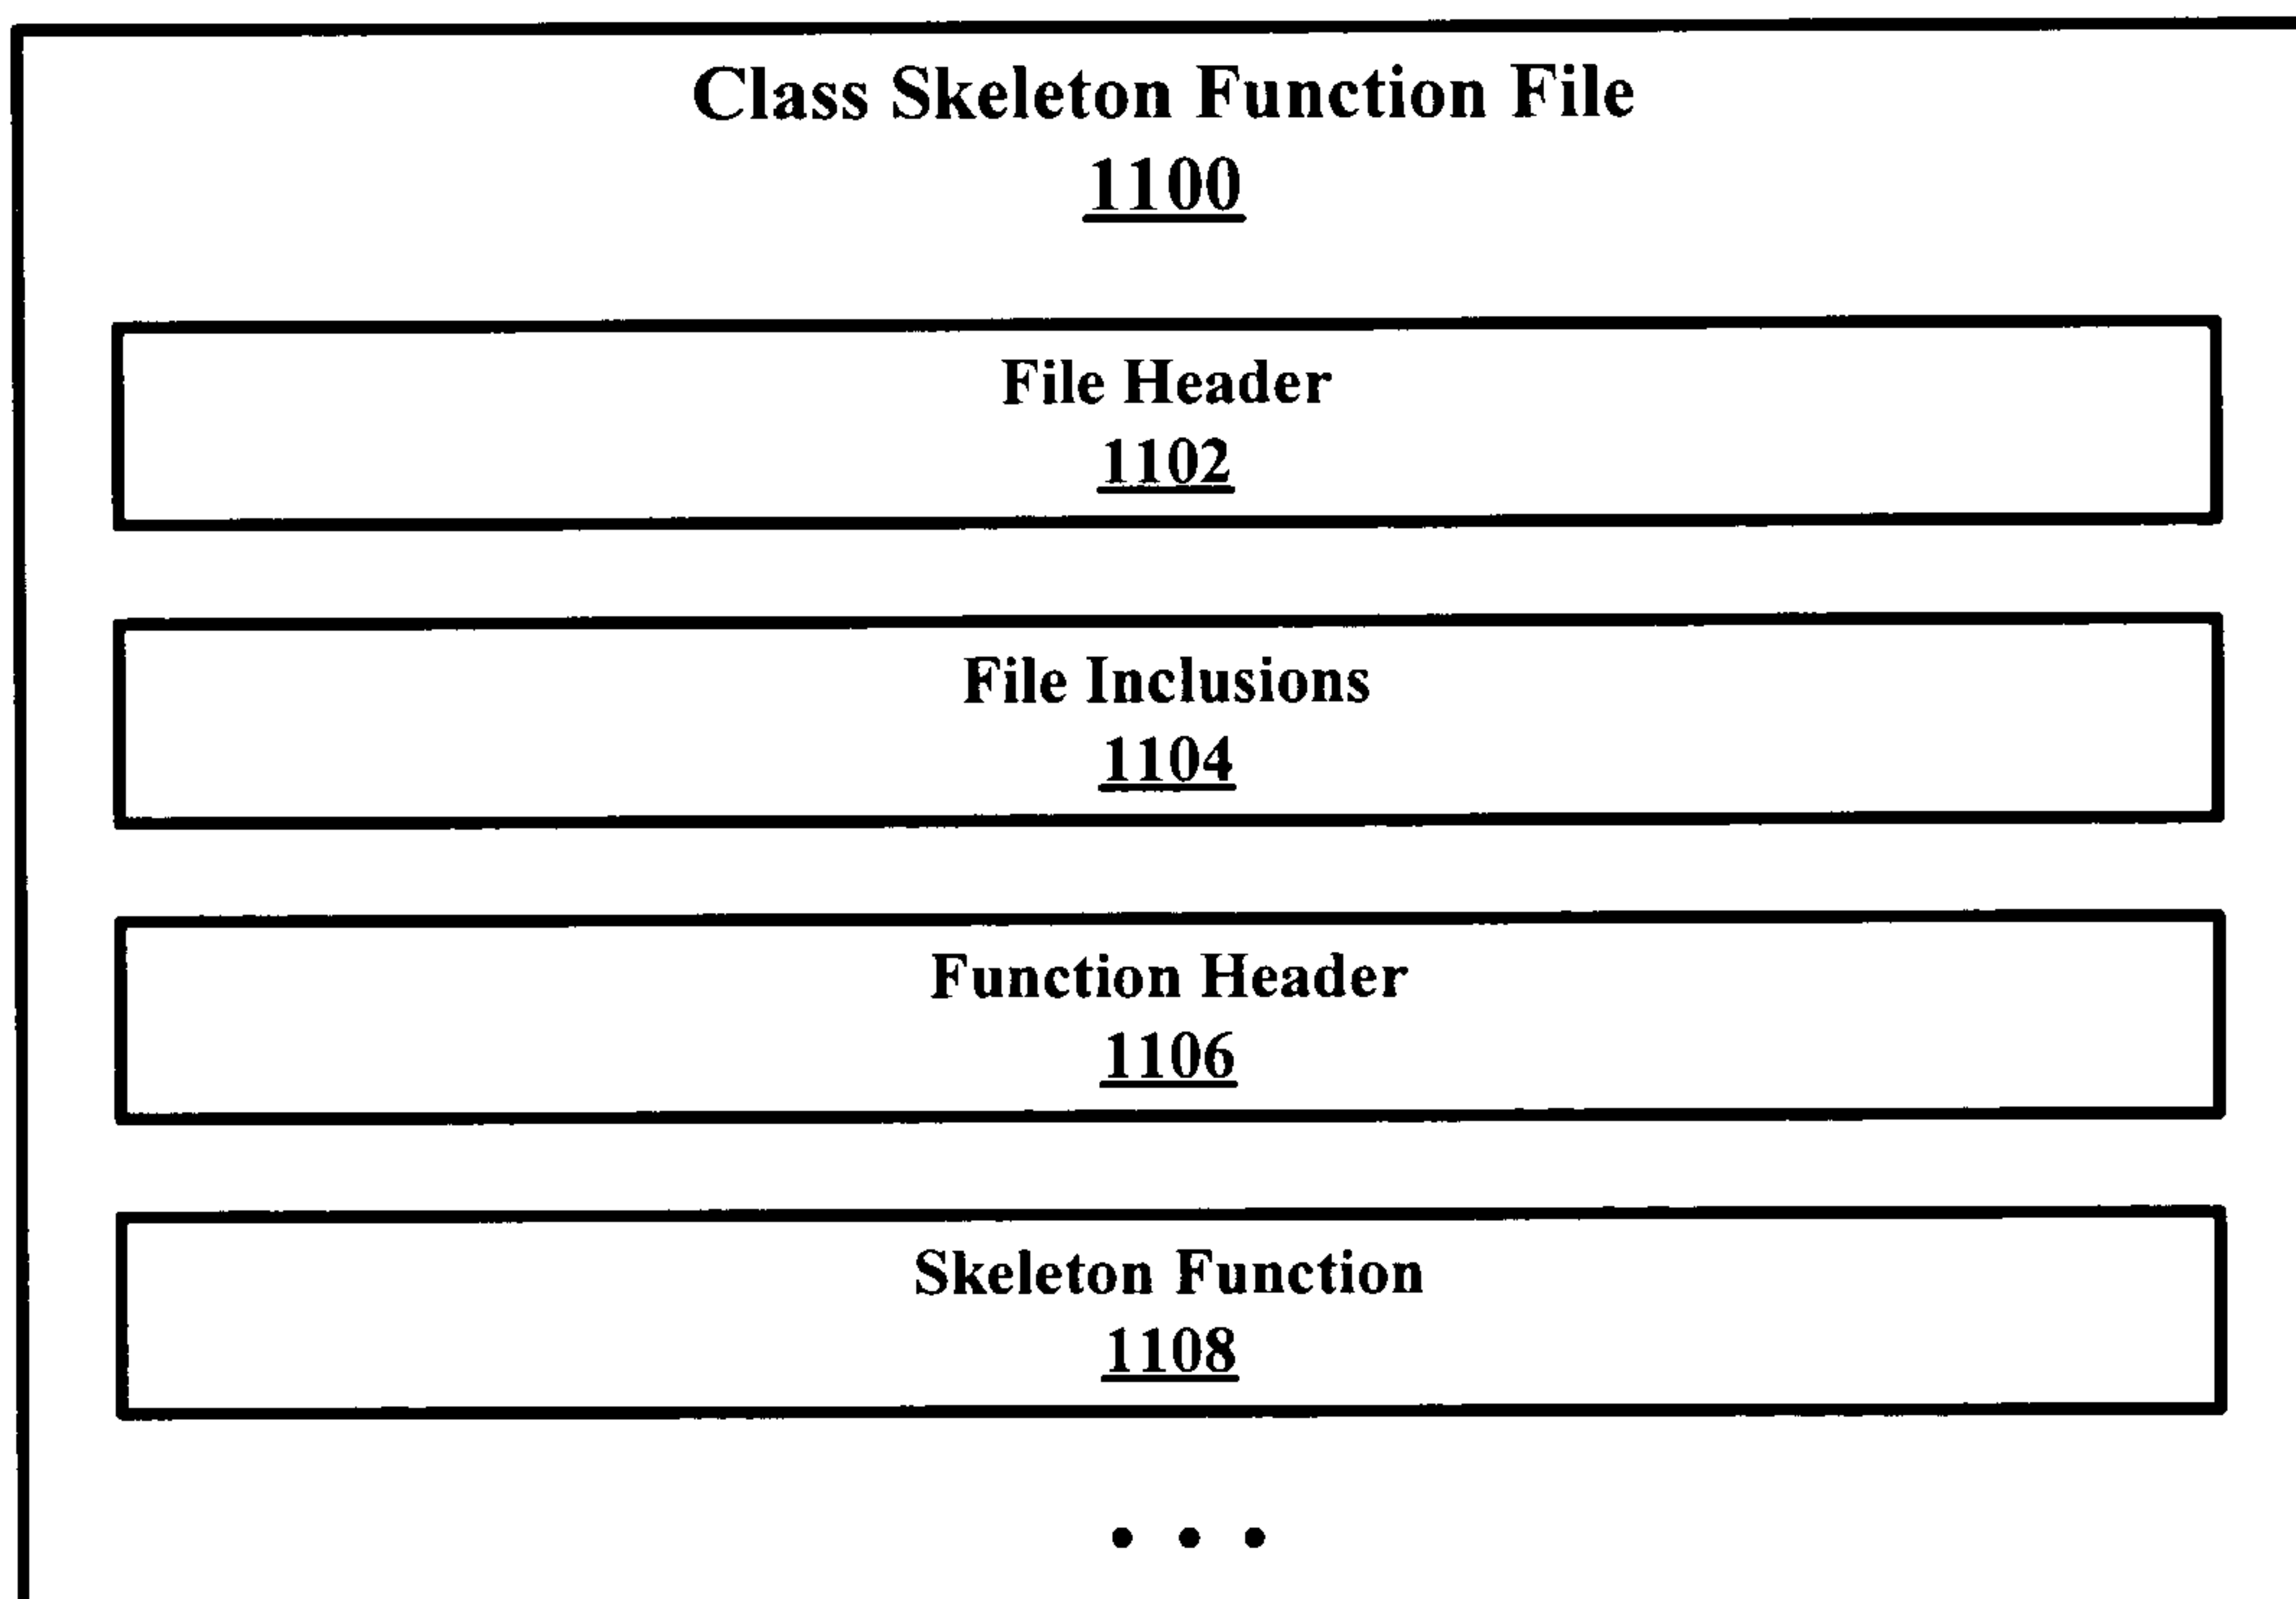 Class Skeleton Function File
1100
File Header
1102
File Inclusions
1104
Function Header
1106
Skeleton Function
1108
• • •